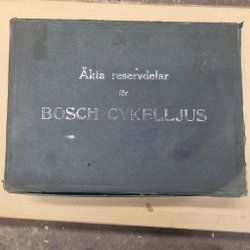 Äkta reservdelar
för
BOSCH-CYKELLJUS